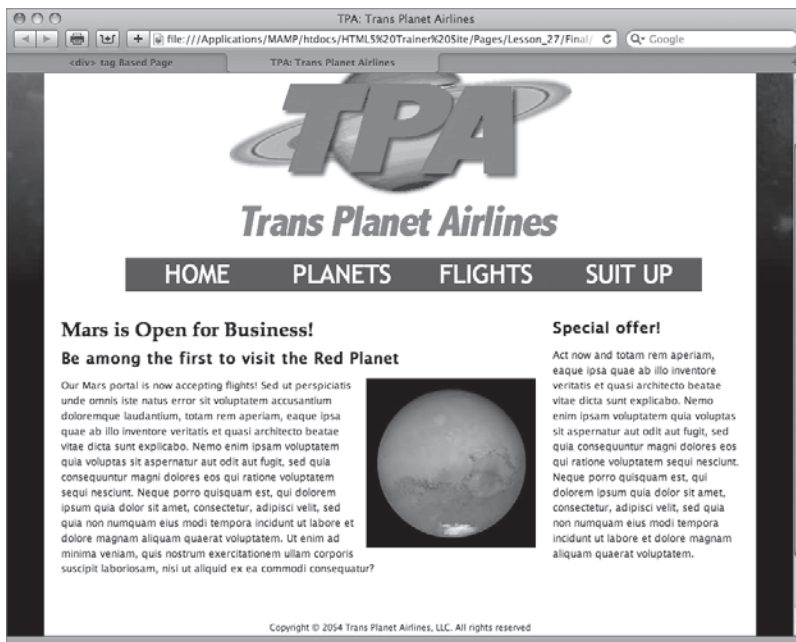 TPA: Trans Planet Airlines
file:///Applications/MAMP/htdocs/HTML5%20Trainer%20Site/Pages/Lesson_27/Final/
Google
<div> tag Based Page
TPA: Trans Planet Airlines
TPA
Trans Planet Airlines
HOME PLANETS FLIGHTS SUIT UP
Mars is Open for Business!
Be among the first to visit the Red Planet
Our Mars portal is now accepting flights! Sed ut perspiciatis
unde omnis iste natus error sit voluptatem accusantium
doloremque laudantium, totam rem aperiam, eaque ipsa
quae ab illo inventore veritatis et quasi architecto beatae
vitae dicta sunt explicabo. Nemo enim ipsam voluptatem
quia voluptas sit aspernatur aut odit aut fugit, sed quia
consequuntur magni dolores eos qui ratione voluptatem
sequi nesciunt. Neque porro quisquam est, qui dolorem
ipsum quia dolor sit amet, consectetur, adipisci velit, sed
quia non numquam eius modi tempora incidunt ut labore et
dolore magnam aliquam quaerat voluptatem. Ut enim ad
minima veniam, quis nostrum exercitationem ullam corporis
suscipit laboriosam, nisi ut aliquid ex ea commodi consequatur?
Special offer!
Act now and totam rem aperiam,
eaque ipsa quae ab illo inventore
veritatis et quasi architecto beatae
vitae dicta sunt explicabo. Nemo
enim ipsam voluptatem quia voluptas
sit aspernatur aut odit aut fugit, sed
quia consequuntur magni dolores eos
qui ratione voluptatem sequi nesciunt.
Neque porro quisquam est, qui
dolorem ipsum quia dolor sit amet,
consectetur, adipisci velit, sed quia
non numquam eius modi tempora
incidunt ut labore et dolore magnam
aliquam quaerat voluptatem.
Copyright © 2054 Trans Planet Airlines, LLC. All rights reserved